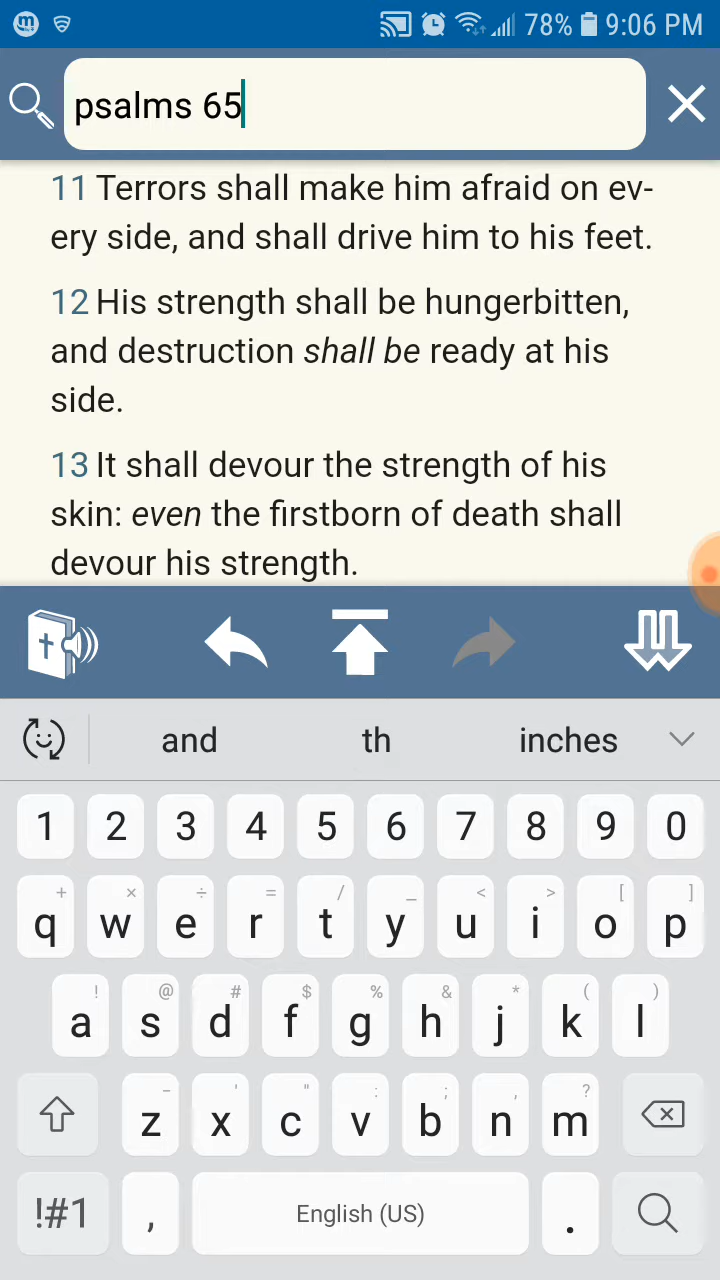 78% 9:06 PM
psalms 65
11 Terrors shall make him afraid on ev-
ery side, and shall drive him to his feet.
12 His strength shall be hungerbitten,
and destruction shall be ready at his
side.
13 It shall devour the strength of his
skin: even the firstborn of death shall
devour his strength.
and th inches
1 2 3 4 5 6 7 8 9 0
+ × ÷ = / _ < > [ ]
q w e r t y u i o p
! @ # $ % & * ( )
a s d f g h j k l
- ' " : ; , ?
z x c v b n m
!#1 , English (US) .